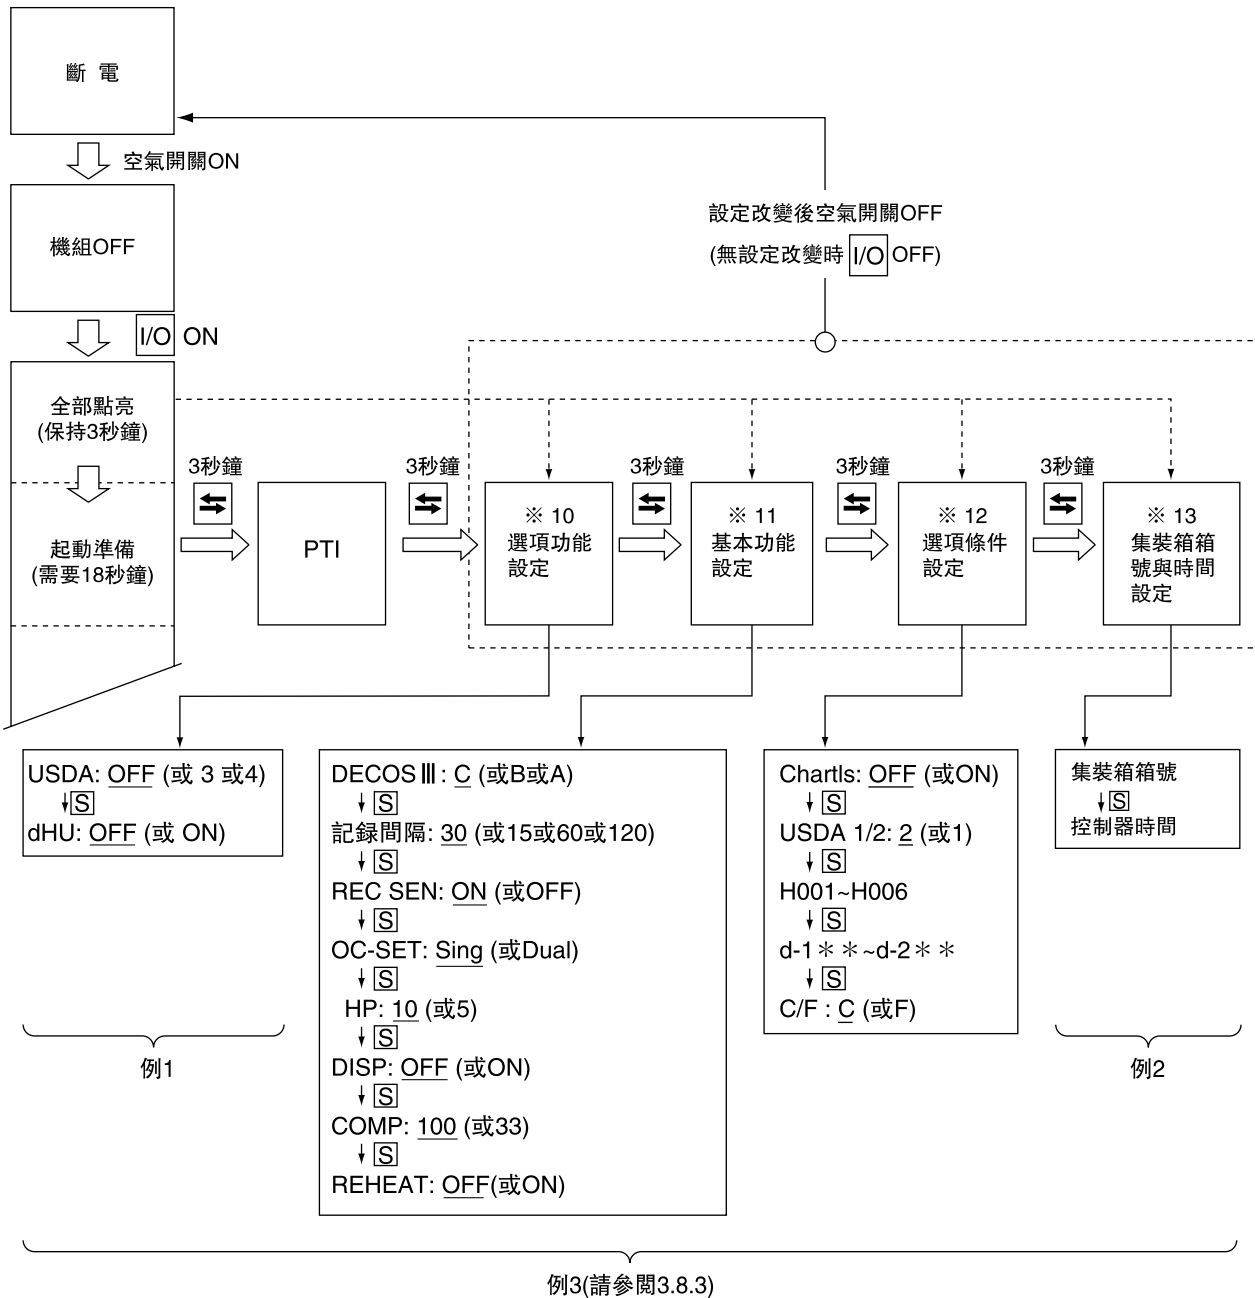 斷 電
空氣開關ON
機組OFF
I/O ON
設定改變後空氣開關OFF
(無設定改變時 I/O OFF)
全部點亮
(保持3秒鐘)
起動準備
(需要18秒鐘)
3秒鐘
PTI
3秒鐘
※ 10
選項功能
設定
3秒鐘
※ 11
基本功能
設定
3秒鐘
※ 12
選項條件
設定
3秒鐘
※ 13
集裝箱箱
號與時間
設定
USDA: OFF (或 3 或4)
S
dHU: OFF (或 ON)
例1
DECOS III : C (或B或A)
S
記録間隔: 30 (或15或60或120)
S
REC SEN: ON (或OFF)
S
OC-SET: Sing (或Dual)
S
HP: 10 (或5)
S
DISP: OFF (或ON)
S
COMP: 100 (或33)
S
REHEAT: OFF(或ON)
Chartls: OFF (或ON)
S
USDA 1/2: 2 (或1)
S
H001~H006
S
d-1＊＊~d-2＊＊
S
C/F : C (或F)
集裝箱箱號
S
控制器時間
例2
例3(請參閲3.8.3)